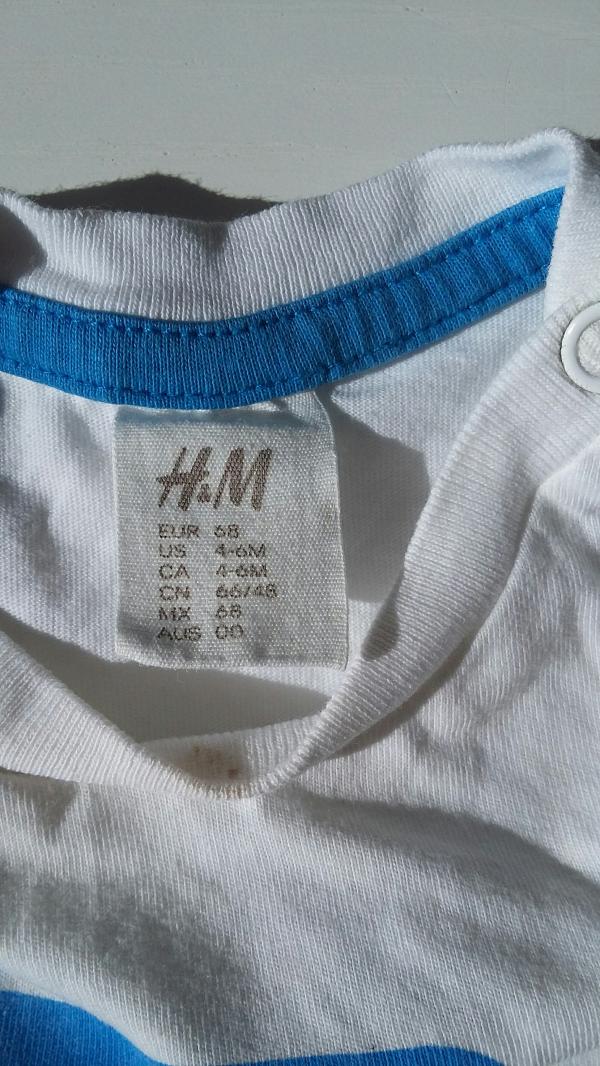 H&M
EUR 68
US 4-6M
CA 4-6M
CN 66/48
MX 68
AUS 00